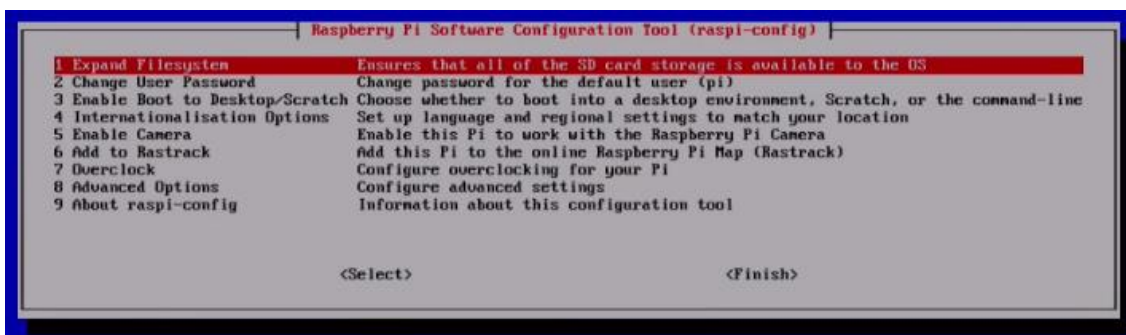 Raspberry Pi Software Configuration Tool (raspi-config)
1 Expand Filesystem Ensures that all of the SD card storage is available to the OS
2 Change User Password Change password for the default user (pi)
3 Enable Boot to Desktop/Scratch Choose whether to boot into a desktop environment, Scratch, or the command-line
4 Internationalisation Options Set up language and regional settings to match your location
5 Enable Camera Enable this Pi to work with the Raspberry Pi Camera
6 Add to Rastrack Add this Pi to the online Raspberry Pi Map (Rastrack)
7 Overclock Configure overclocking for your Pi
8 Advanced Options Configure advanced settings
9 About raspi-config Information about this configuration tool
<Select> <Finish>